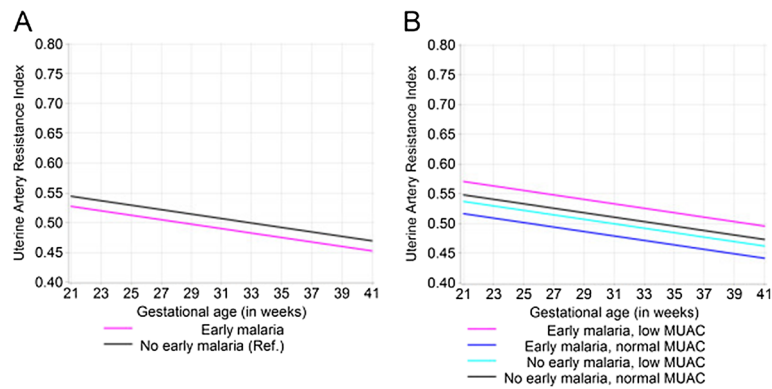 A
Uterine Artery Resistance Index
0.80
0.75
0.70
0.65
0.60
0.55
0.50
0.45
0.40
21 23 25 27 29 31 33 35 37 39 41
Gestational age (in weeks)
Early malaria
No early malaria (Ref.)
B
Uterine Artery Resistance Index
0.80
0.75
0.70
0.65
0.60
0.55
0.50
0.45
0.40
21 23 25 27 29 31 33 35 37 39 41
Gestational age (in weeks)
Early malaria, low MUAC
Early malaria, normal MUAC
No early malaria, low MUAC
No early malaria, normal MUAC